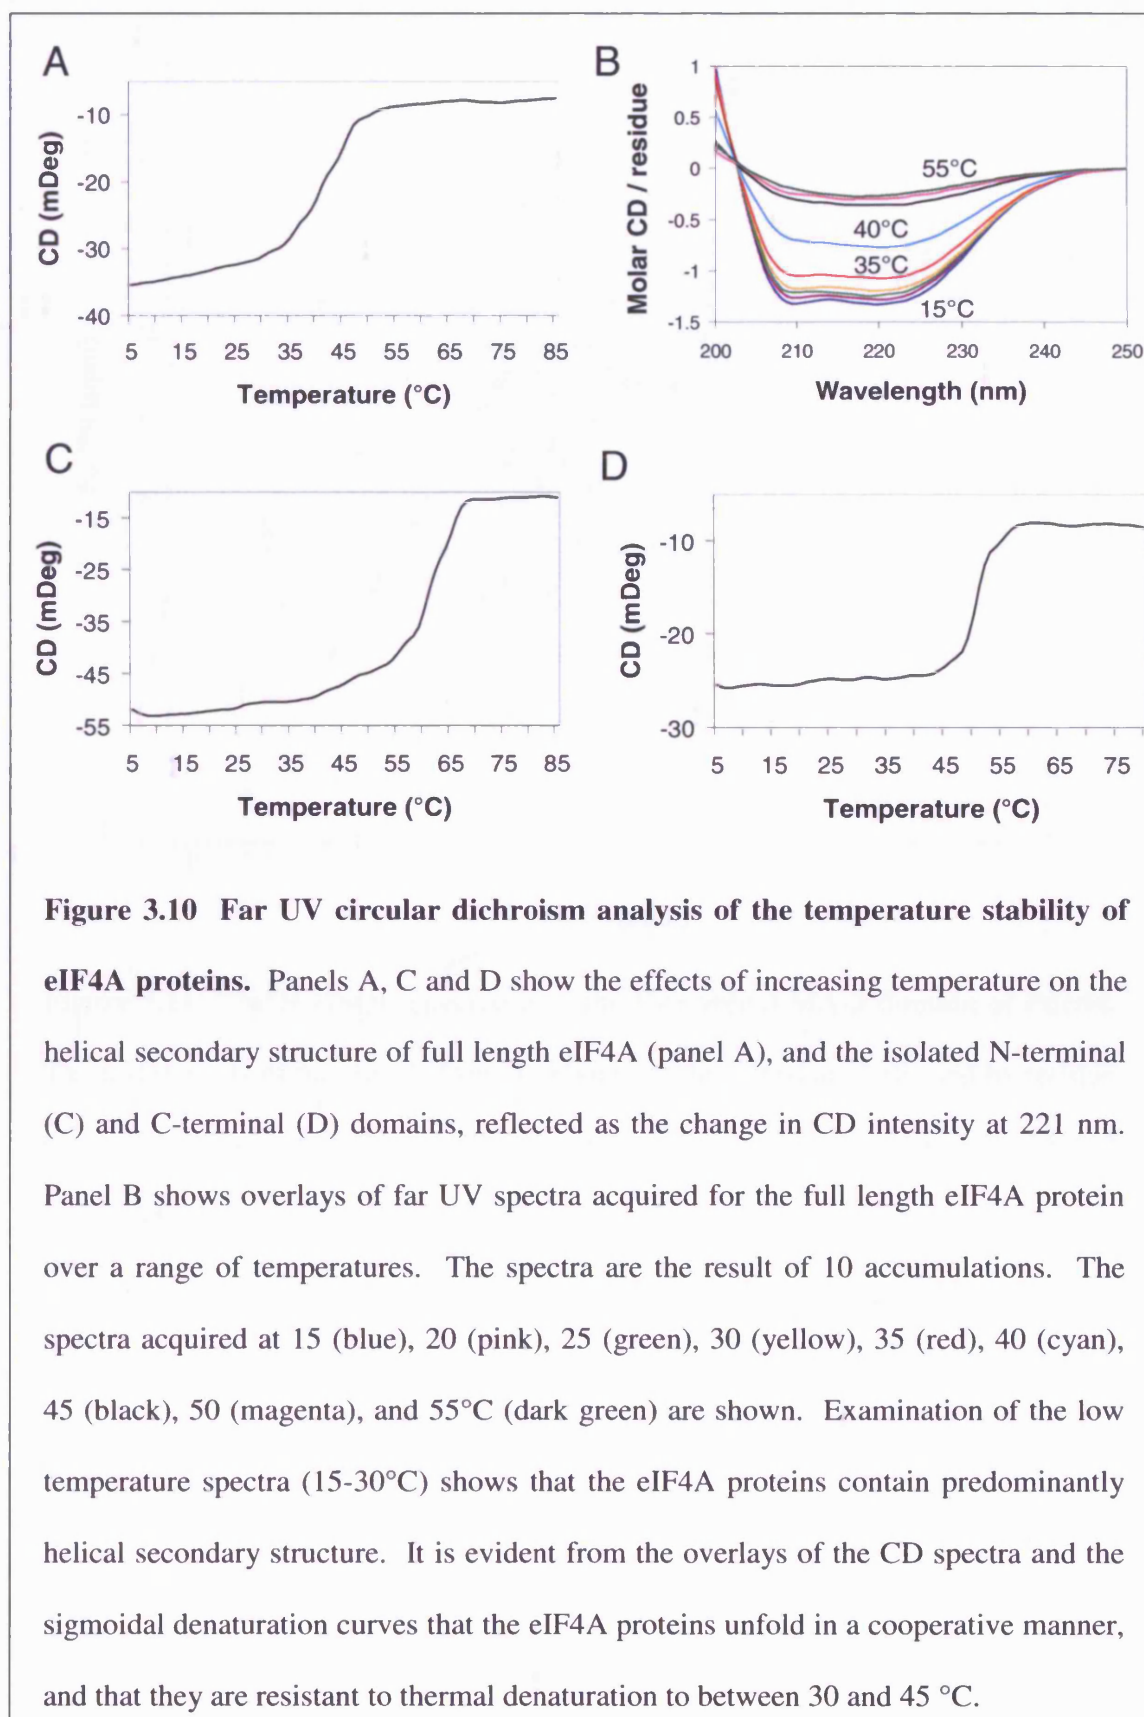 A
CD (mDeg)
-10
-20
-30
-40
5 15 25 35 45 55 65 75 85
Temperature (°C)
B
Molar CD / residue
1
0.5
0
-0.5
-1
-1.5
55°C
40°C
35°C
15°C
200 210 220 230 240 250
Wavelength (nm)
C
CD (mDeg)
-15
-25
-35
-45
-55
5 15 25 35 45 55 65 75 85
Temperature (°C)
D
CD (mDeg)
-10
-20
-30
5 15 25 35 45 55 65 75
Temperature (°C)
Figure 3.10 Far UV circular dichroism analysis of the temperature stability of
eIF4A proteins. Panels A, C and D show the effects of increasing temperature on the
helical secondary structure of full length eIF4A (panel A), and the isolated N-terminal
(C) and C-terminal (D) domains, reflected as the change in CD intensity at 221 nm.
Panel B shows overlays of far UV spectra acquired for the full length eIF4A protein
over a range of temperatures. The spectra are the result of 10 accumulations. The
spectra acquired at 15 (blue), 20 (pink), 25 (green), 30 (yellow), 35 (red), 40 (cyan),
45 (black), 50 (magenta), and 55°C (dark green) are shown. Examination of the low
temperature spectra (15-30°C) shows that the eIF4A proteins contain predominantly
helical secondary structure. It is evident from the overlays of the CD spectra and the
sigmoidal denaturation curves that the eIF4A proteins unfold in a cooperative manner,
and that they are resistant to thermal denaturation to between 30 and 45 °C.